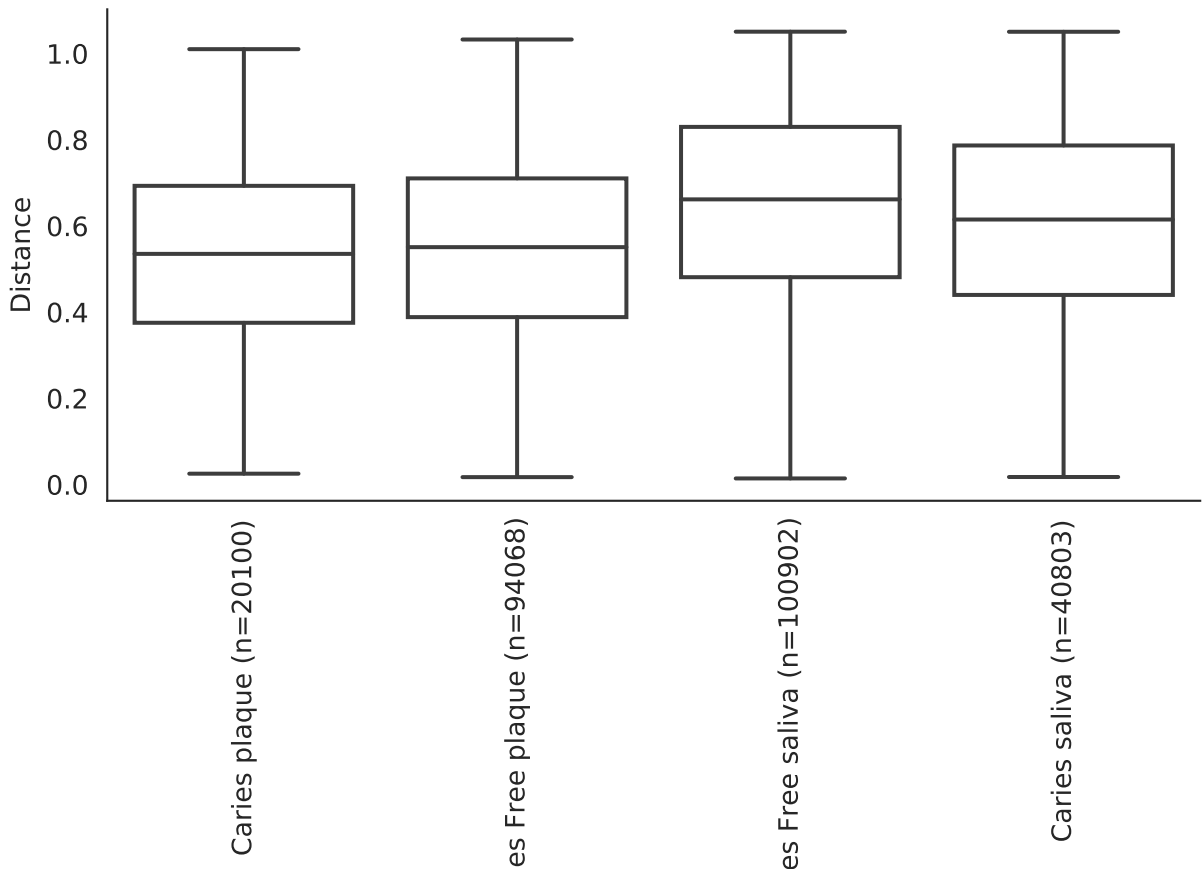 Distance
1.0
0.8
0.6
0.4
0.2
0.0
Caries plaque (n=20100)
es Free plaque (n=94068)
es Free saliva (n=100902)
Caries saliva (n=40803)